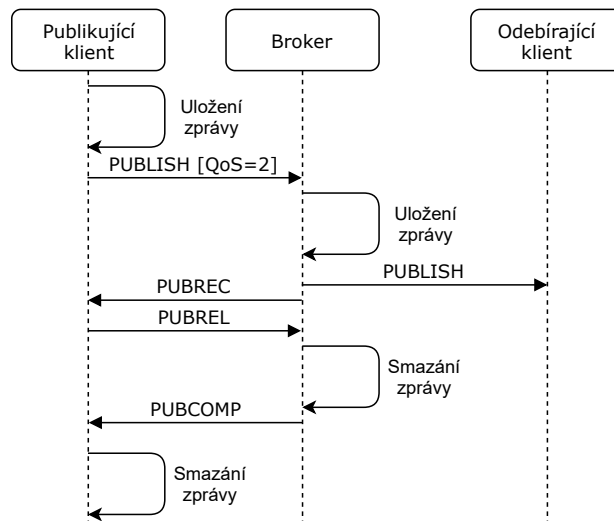 Publikující
klient
Broker
Odebírající
klient
Uložení
zprávy
PUBLISH [QoS=2]
Uložení
zprávy
PUBLISH
PUBREC
PUBREL
Smazání
zprávy
PUBCOMP
Smazání
zprávy